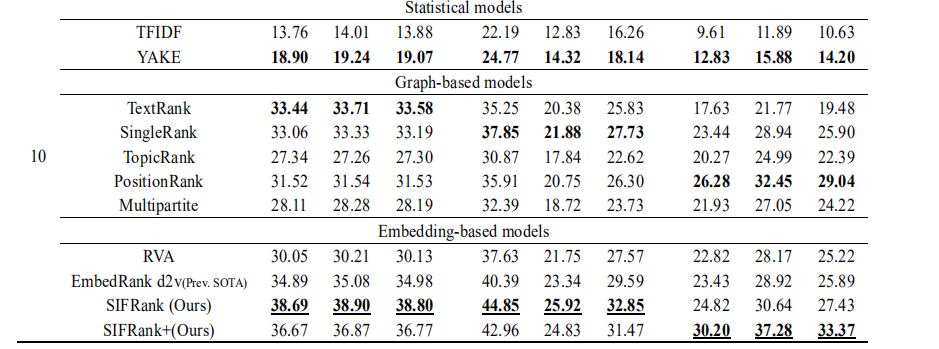 Statistical models
TFIDF 13.76 14.01 13.88 22.19 12.83 16.26 9.61 11.89 10.63
YAKE 18.90 19.24 19.07 24.77 14.32 18.14 12.83 15.88 14.20
Graph-based models
TextRank 33.44 33.71 33.58 35.25 20.38 25.83 17.63 21.77 19.48
SingleRank 33.06 33.33 33.19 37.85 21.88 27.73 23.44 28.94 25.90
10 TopicRank 27.34 27.26 27.30 30.87 17.84 22.62 20.27 24.99 22.39
PositionRank 31.52 31.54 31.53 35.91 20.75 26.30 26.28 32.45 29.04
Multipartite 28.11 28.28 28.19 32.39 18.72 23.73 21.93 27.05 24.22
Embedding-based models
RVA 30.05 30.21 30.13 37.63 21.75 27.57 22.82 28.17 25.22
EmbedRank d2v(Prev. SOTA) 34.89 35.08 34.98 40.39 23.34 29.59 23.43 28.92 25.89
SIFRank (Ours) 38.69 38.90 38.80 44.85 25.92 32.85 24.82 30.64 27.43
SIFRank+(Ours) 36.67 36.87 36.77 42.96 24.83 31.47 30.20 37.28 33.37